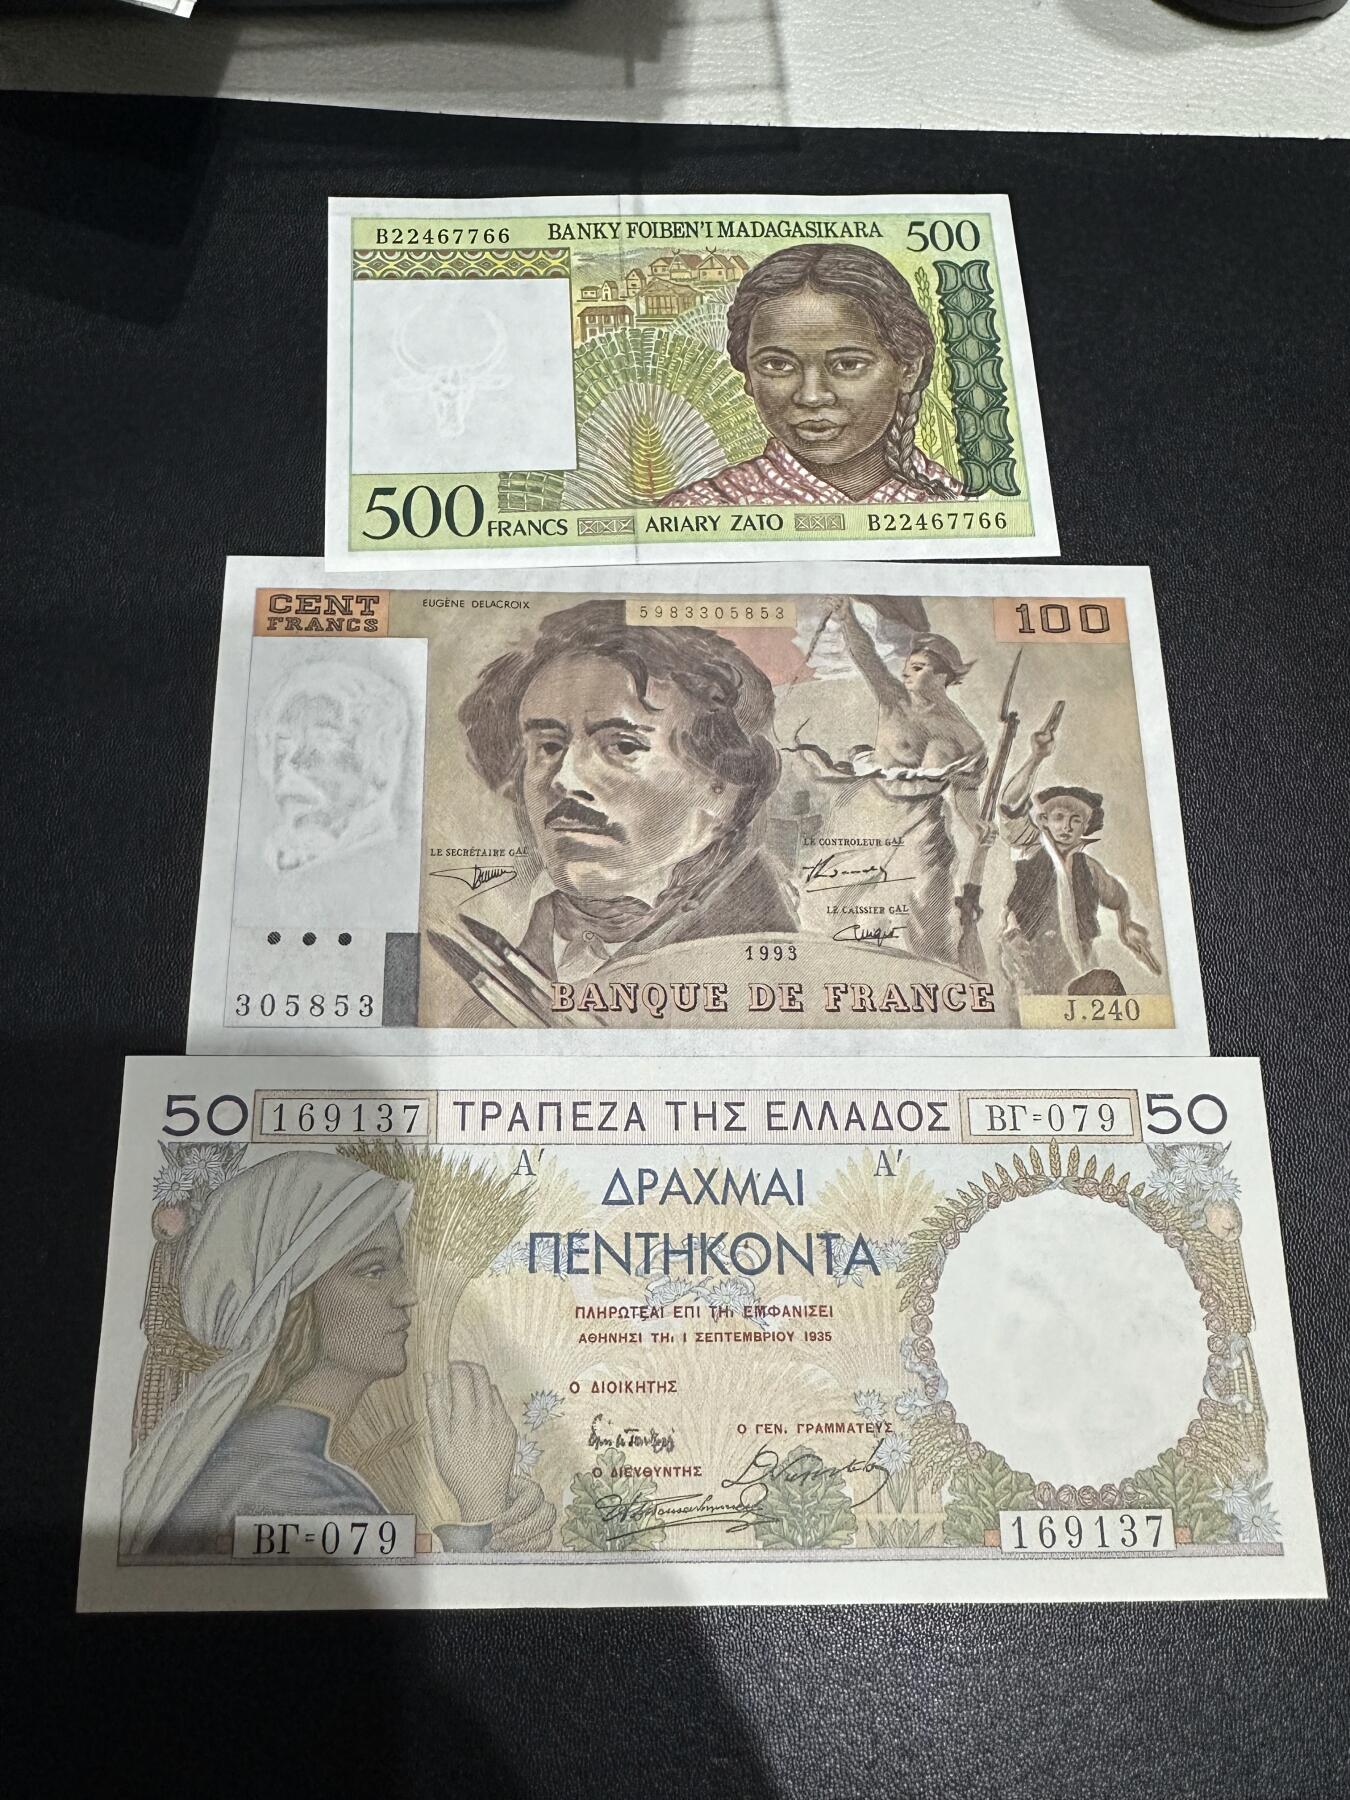 B22467766 BANKY FOIBEN'I MADAGASIKARA 500
500 FRANCS ARIARY ZATO B22467766
CENT FRANCS
EUGÈNE DELACROIX
5983305853
100
LE SECRÉTAIRE GAL
LE CONTROLEUR GAL
LE CAISSIER GAL
1993
BANQUE DE FRANCE
305853
J.240
50 169137 ΤΡΑΠΕΖΑ ΤΗΣ ΕΛΛΑΔΟΣ ΒΓ=079 50
Α' Α'
ΔΡΑΧΜΑΙ
ΠΕΝΤΗΚΟΝΤΑ
ΠΛΗΡΩΤΕΑΙ ΕΠΙ ΤΗι ΕΜΦΑΝΙΣΕΙ
ΑΘΗΝΗΣΙ ΤΗι 1 ΣΕΠΤΕΜΒΡΙΟΥ 1935
Ο ΔΙΟΙΚΗΤΗΣ
Ο ΓΕΝ. ΓΡΑΜΜΑΤΕΥΣ
Ο ΔΙΕΥΘΥΝΤΗΣ
ΒΓ=079 169137